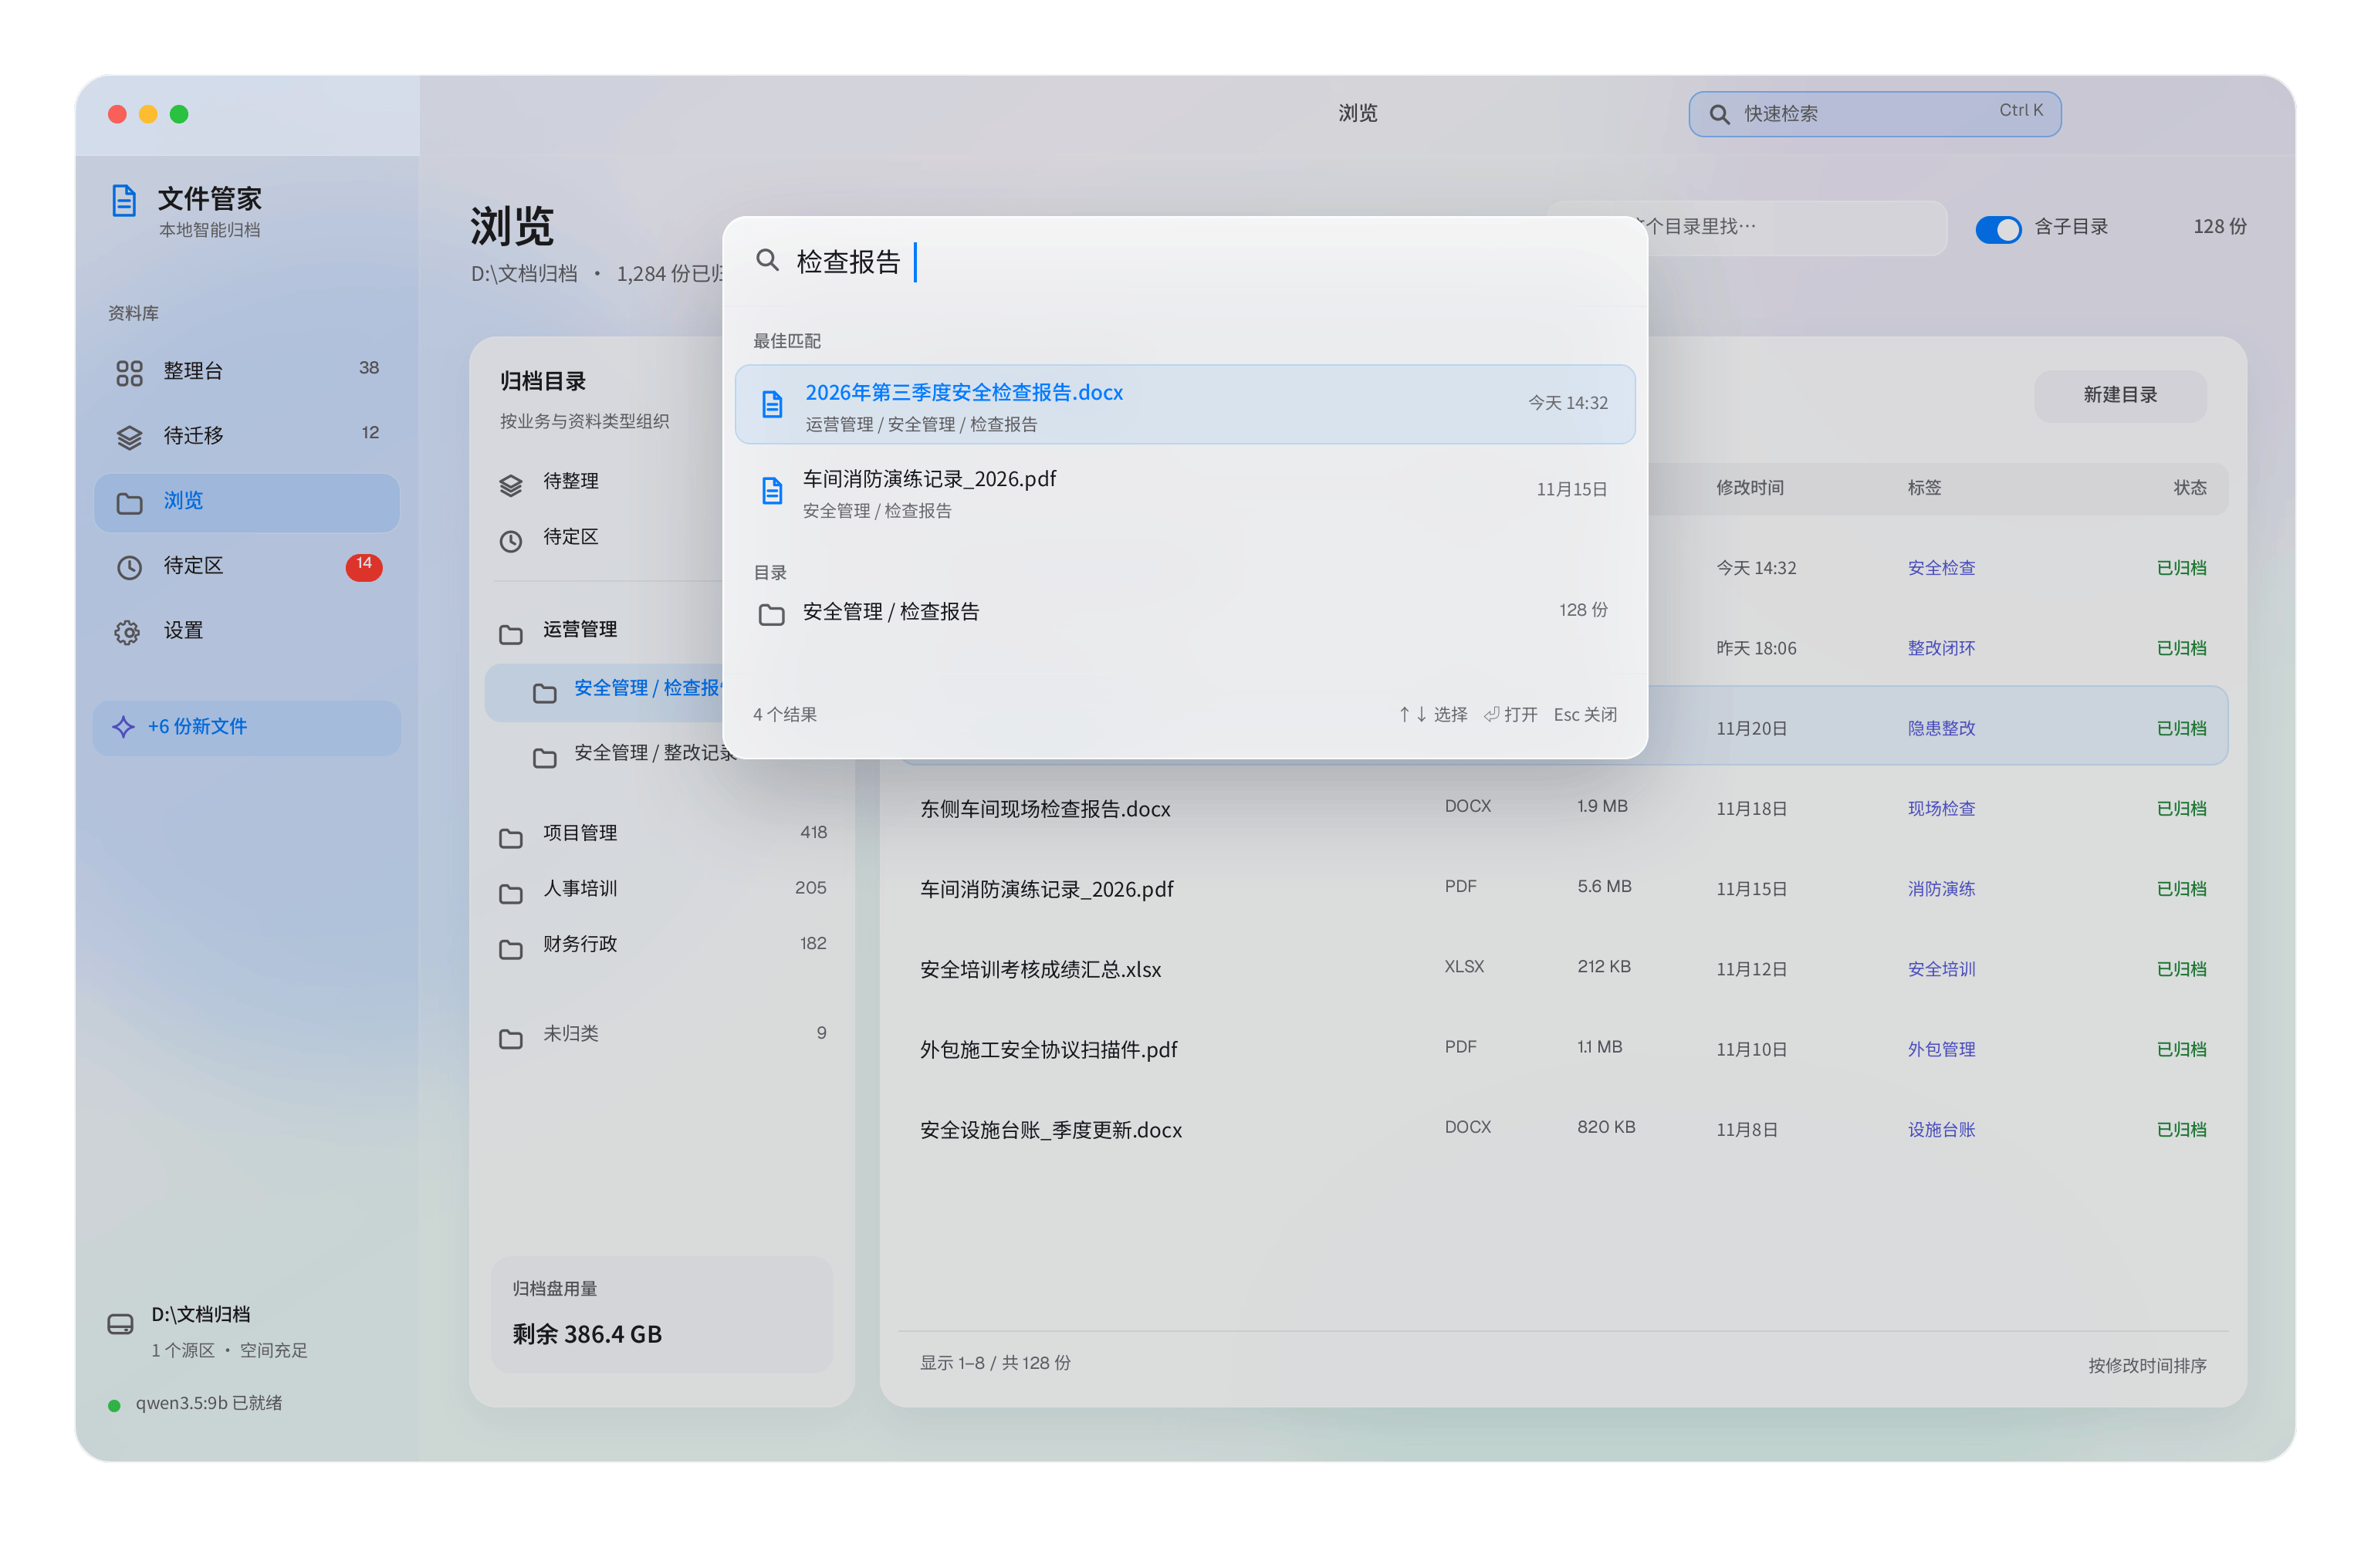 浏览
快速检索 Ctrl K
文件管家
本地智能归档
资料库
整理台 38
待迁移 12
浏览
待定区 14
设置
+6 份新文件
D:\文档归档
1 个源区 · 空间充足
qwen3.5:9b 已就绪
浏览
D:\文档归档 · 1,284 份已归
个目录里找…
含子目录
128 份
归档目录
按业务与资料类型组织
待整理
待定区
运营管理
安全管理 / 检查报
安全管理 / 整改记录
项目管理 418
人事培训 205
财务行政 182
未归类 9
归档盘用量
剩余 386.4 GB
检查报告
最佳匹配
2026年第三季度安全检查报告.docx 今天 14:32
运营管理 / 安全管理 / 检查报告
车间消防演练记录_2026.pdf 11月15日
安全管理 / 检查报告
目录
安全管理 / 检查报告 128 份
4 个结果 ↑↓ 选择 ⏎ 打开 Esc 关闭
新建目录
修改时间 标签 状态
今天 14:32 安全检查 已归档
昨天 18:06 整改闭环 已归档
11月20日 隐患整改 已归档
东侧车间现场检查报告.docx DOCX 1.9 MB 11月18日 现场检查 已归档
车间消防演练记录_2026.pdf PDF 5.6 MB 11月15日 消防演练 已归档
安全培训考核成绩汇总.xlsx XLSX 212 KB 11月12日 安全培训 已归档
外包施工安全协议扫描件.pdf PDF 1.1 MB 11月10日 外包管理 已归档
安全设施台账_季度更新.docx DOCX 820 KB 11月8日 设施台账 已归档
显示 1–8 / 共 128 份 按修改时间排序